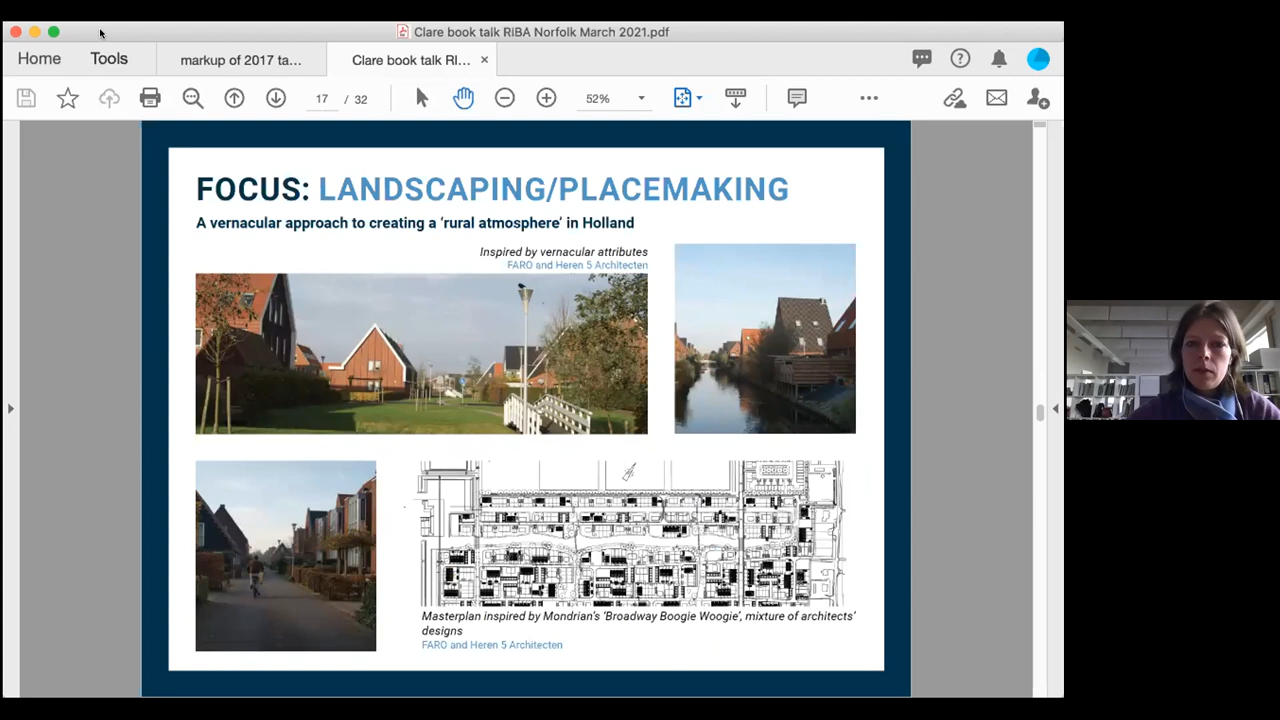 Clare book talk RIBA Norfolk March 2021.pdf
Home
Tools
markup of 2017 ta...
Clare book talk RI...
17 / 32
52%
FOCUS: LANDSCAPING/PLACEMAKING
A vernacular approach to creating a ‘rural atmosphere’ in Holland
Inspired by vernacular attributes
FARO and Heren 5 Architecten
Masterplan inspired by Mondrian’s ‘Broadway Boogie Woogie’, mixture of architects’
designs
FARO and Heren 5 Architecten